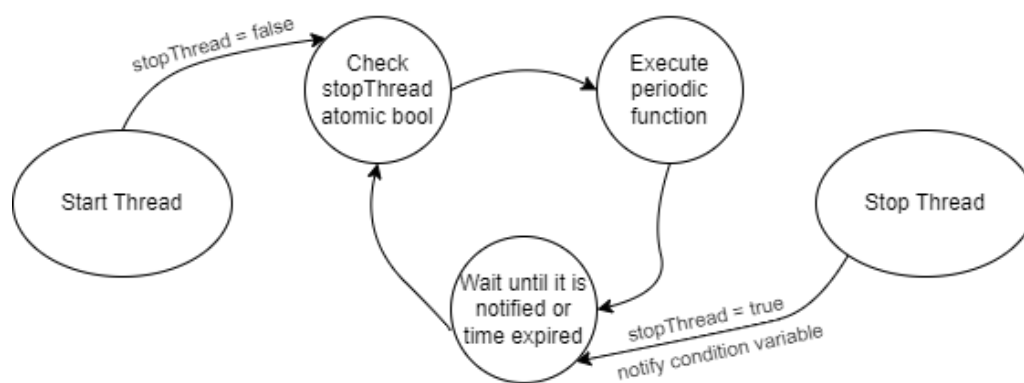 stopThread = false
Check
stopThread
atomic bool
Execute
periodic
function
Start Thread
Stop Thread
Wait until it is
notified or
time expired
stopThread = true
notify condition variable